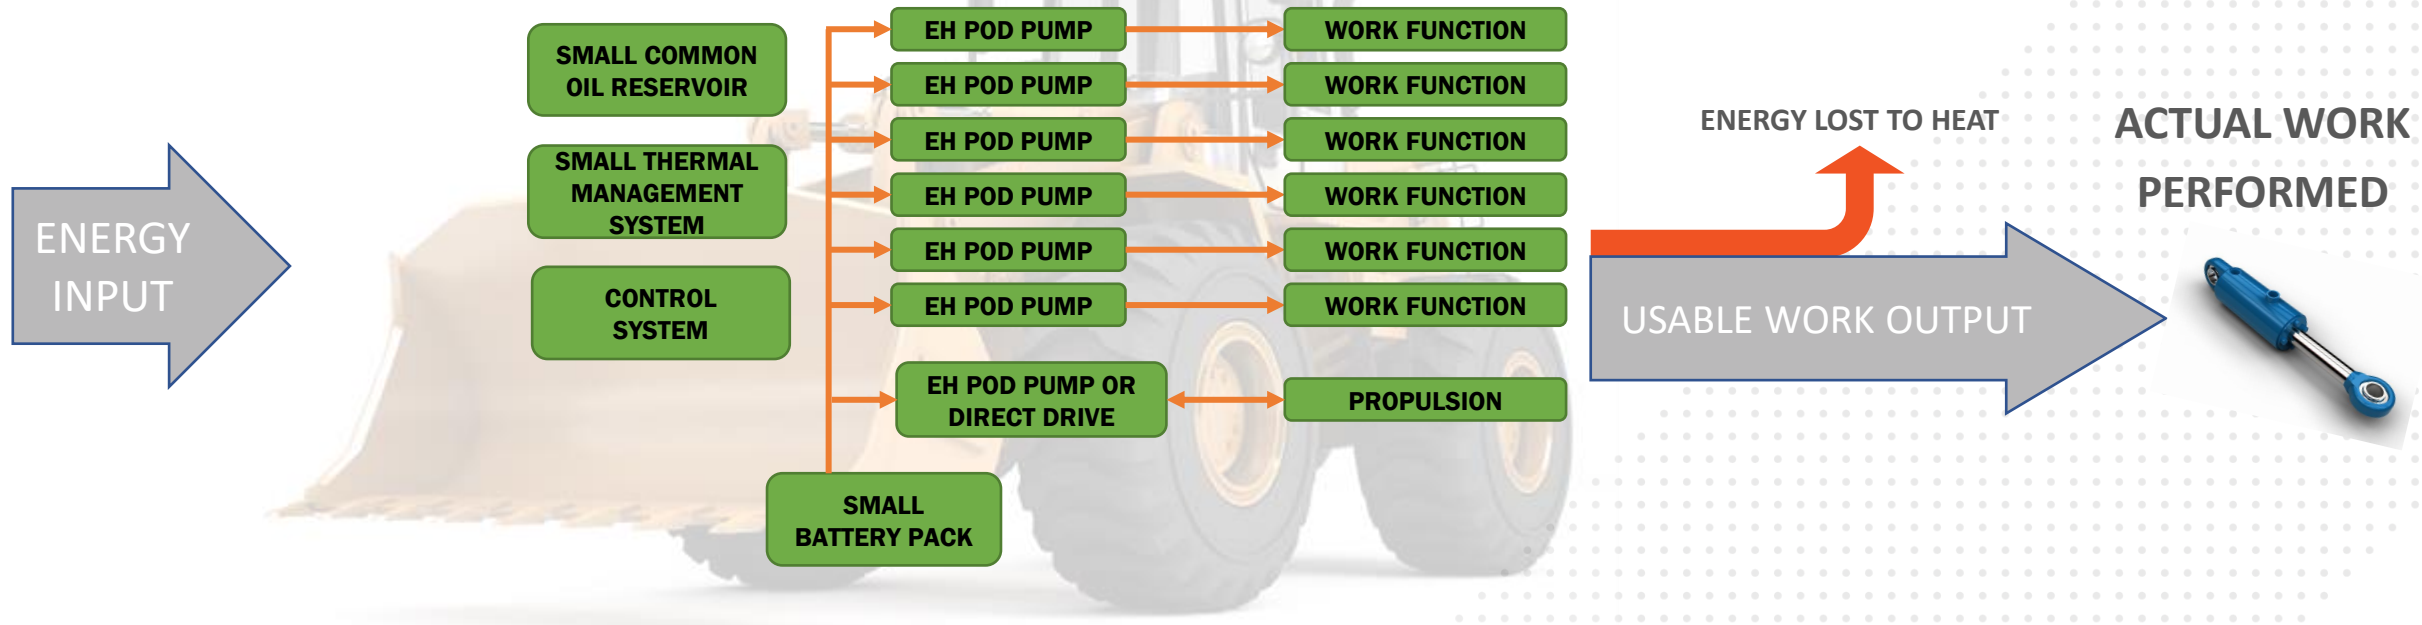 ENERGY
INPUT
SMALL COMMON
OIL RESERVOIR
SMALL THERMAL
MANAGEMENT
SYSTEM
CONTROL
SYSTEM
EH POD PUMP
WORK FUNCTION
EH POD PUMP
WORK FUNCTION
EH POD PUMP
WORK FUNCTION
EH POD PUMP
WORK FUNCTION
EH POD PUMP
WORK FUNCTION
EH POD PUMP
WORK FUNCTION
EH POD PUMP OR
DIRECT DRIVE
PROPULSION
SMALL
BATTERY PACK
ENERGY LOST TO HEAT
USABLE WORK OUTPUT
ACTUAL WORK
PERFORMED